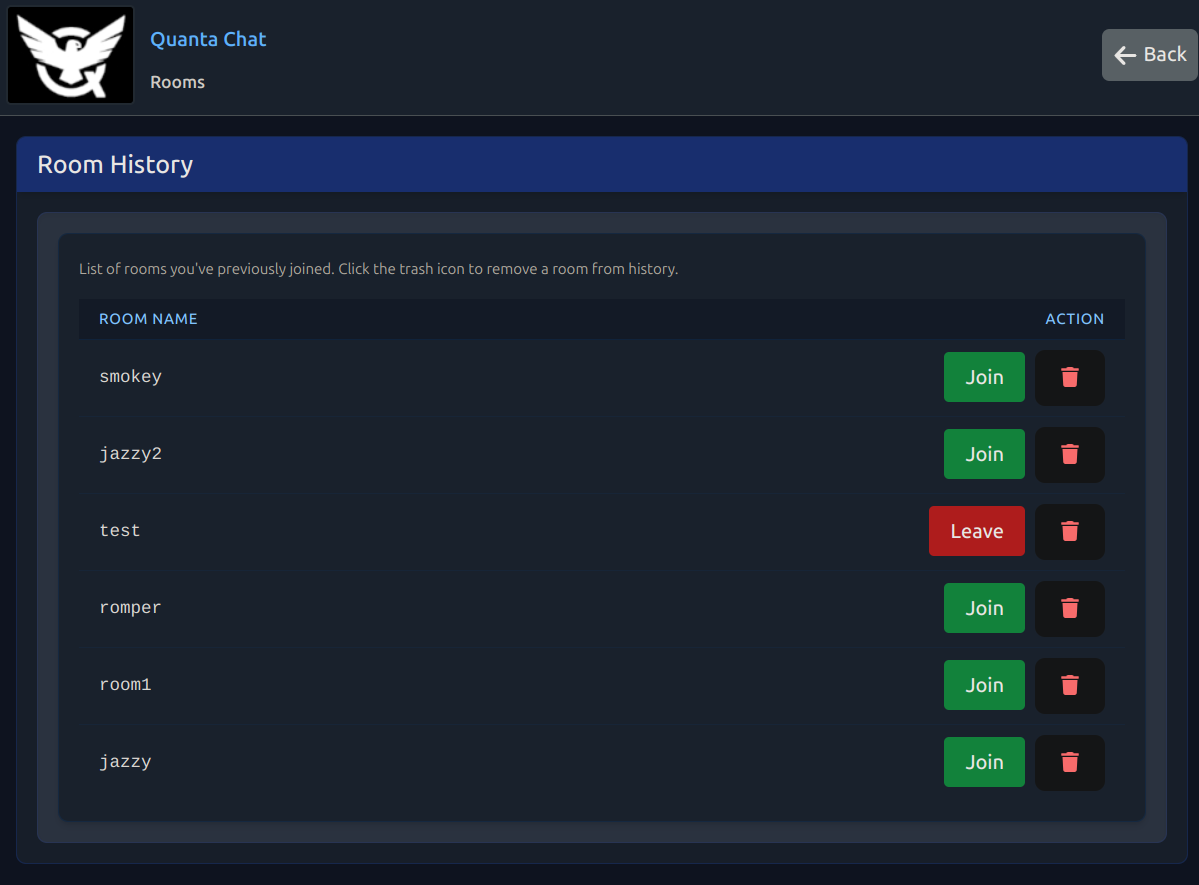 Quanta Chat
Rooms
Back
Room History
List of rooms you've previously joined. Click the trash icon to remove a room from history.
ROOM NAME ACTION
smokey Join
jazzy2 Join
test Leave
romper Join
room1 Join
jazzy Join